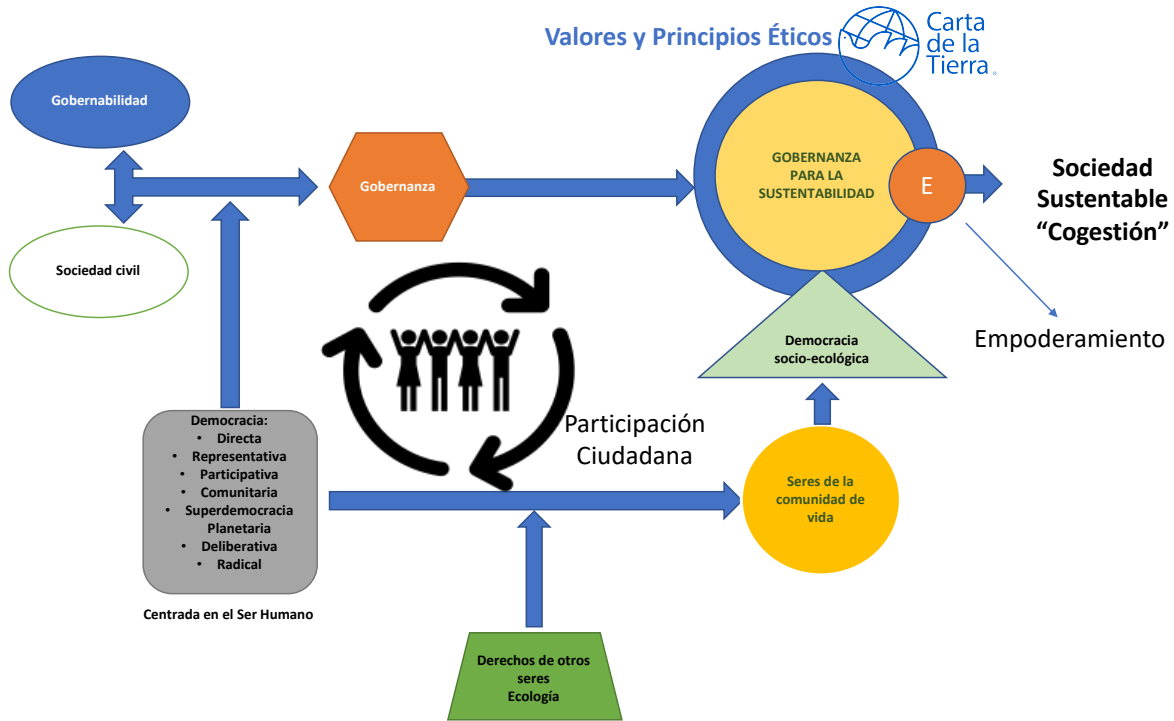 Valores y Principios Éticos
Carta
de la
Tierra
Gobernabilidad
Gobernanza
GOBERNANZA
PARA LA
SUSTENTABILIDAD
E
Sociedad
Sustentable
“Cogestión”
Sociedad civil
Empoderamiento
Democracia
socio-ecológica
Participación
Ciudadana
Democracia:
• Directa
• Representativa
• Participativa
• Comunitaria
• Superdemocracia
Planetaria
• Deliberativa
• Radical
Seres de la
comunidad de
vida
Centrada en el Ser Humano
Derechos de otros
seres
Ecología